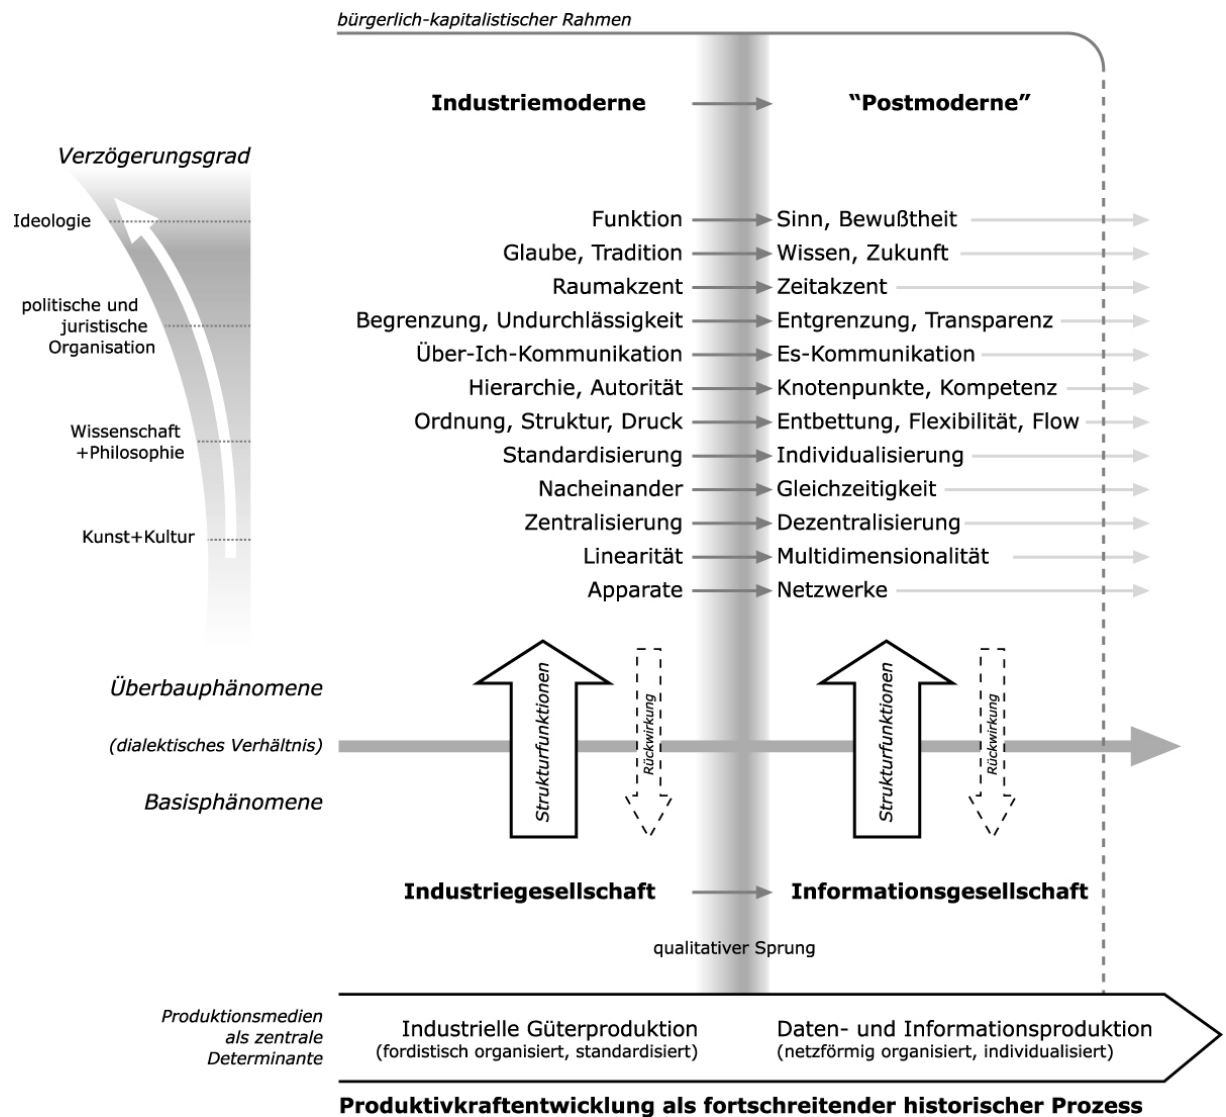 bürgerlich-kapitalistischer Rahmen
Industriemoderne
“Postmoderne”
Verzögerungsgrad
Ideologie
politische und
juristische
Organisation
Wissenschaft
+Philosophie
Kunst+Kultur
Funktion Sinn, Bewußtheit
Glaube, Tradition Wissen, Zukunft
Raumakzent Zeitakzent
Begrenzung, Undurchlässigkeit Entgrenzung, Transparenz
Über-Ich-Kommunikation Es-Kommunikation
Hierarchie, Autorität Knotenpunkte, Kompetenz
Ordnung, Struktur, Druck Entbettung, Flexibilität, Flow
Standardisierung Individualisierung
Nacheinander Gleichzeitigkeit
Zentralisierung Dezentralisierung
Linearität Multidimensionalität
Apparate Netzwerke
Überbauphänomene
(dialektisches Verhältnis)
Basisphänomene
Strukturfunktionen
Rückwirkung
Strukturfunktionen
Rückwirkung
Industriegesellschaft
Informationsgesellschaft
qualitativer Sprung
Produktionsmedien
als zentrale
Determinante
Industrielle Güterproduktion
(fordistisch organisiert, standardisiert)
Daten- und Informationsproduktion
(netzförmig organisiert, individualisiert)
Produktivkraftentwicklung als fortschreitender historischer Prozess